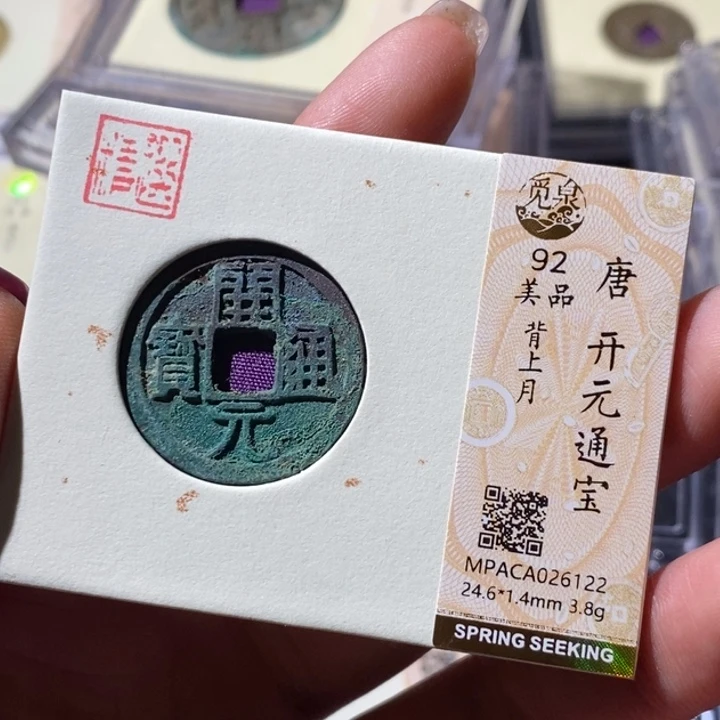 開元通寳
觅泉
92
美品
背上月
唐 开元通宝
MPACA026122
24.6*1.4mm 3.8g
SPRING SEEKING